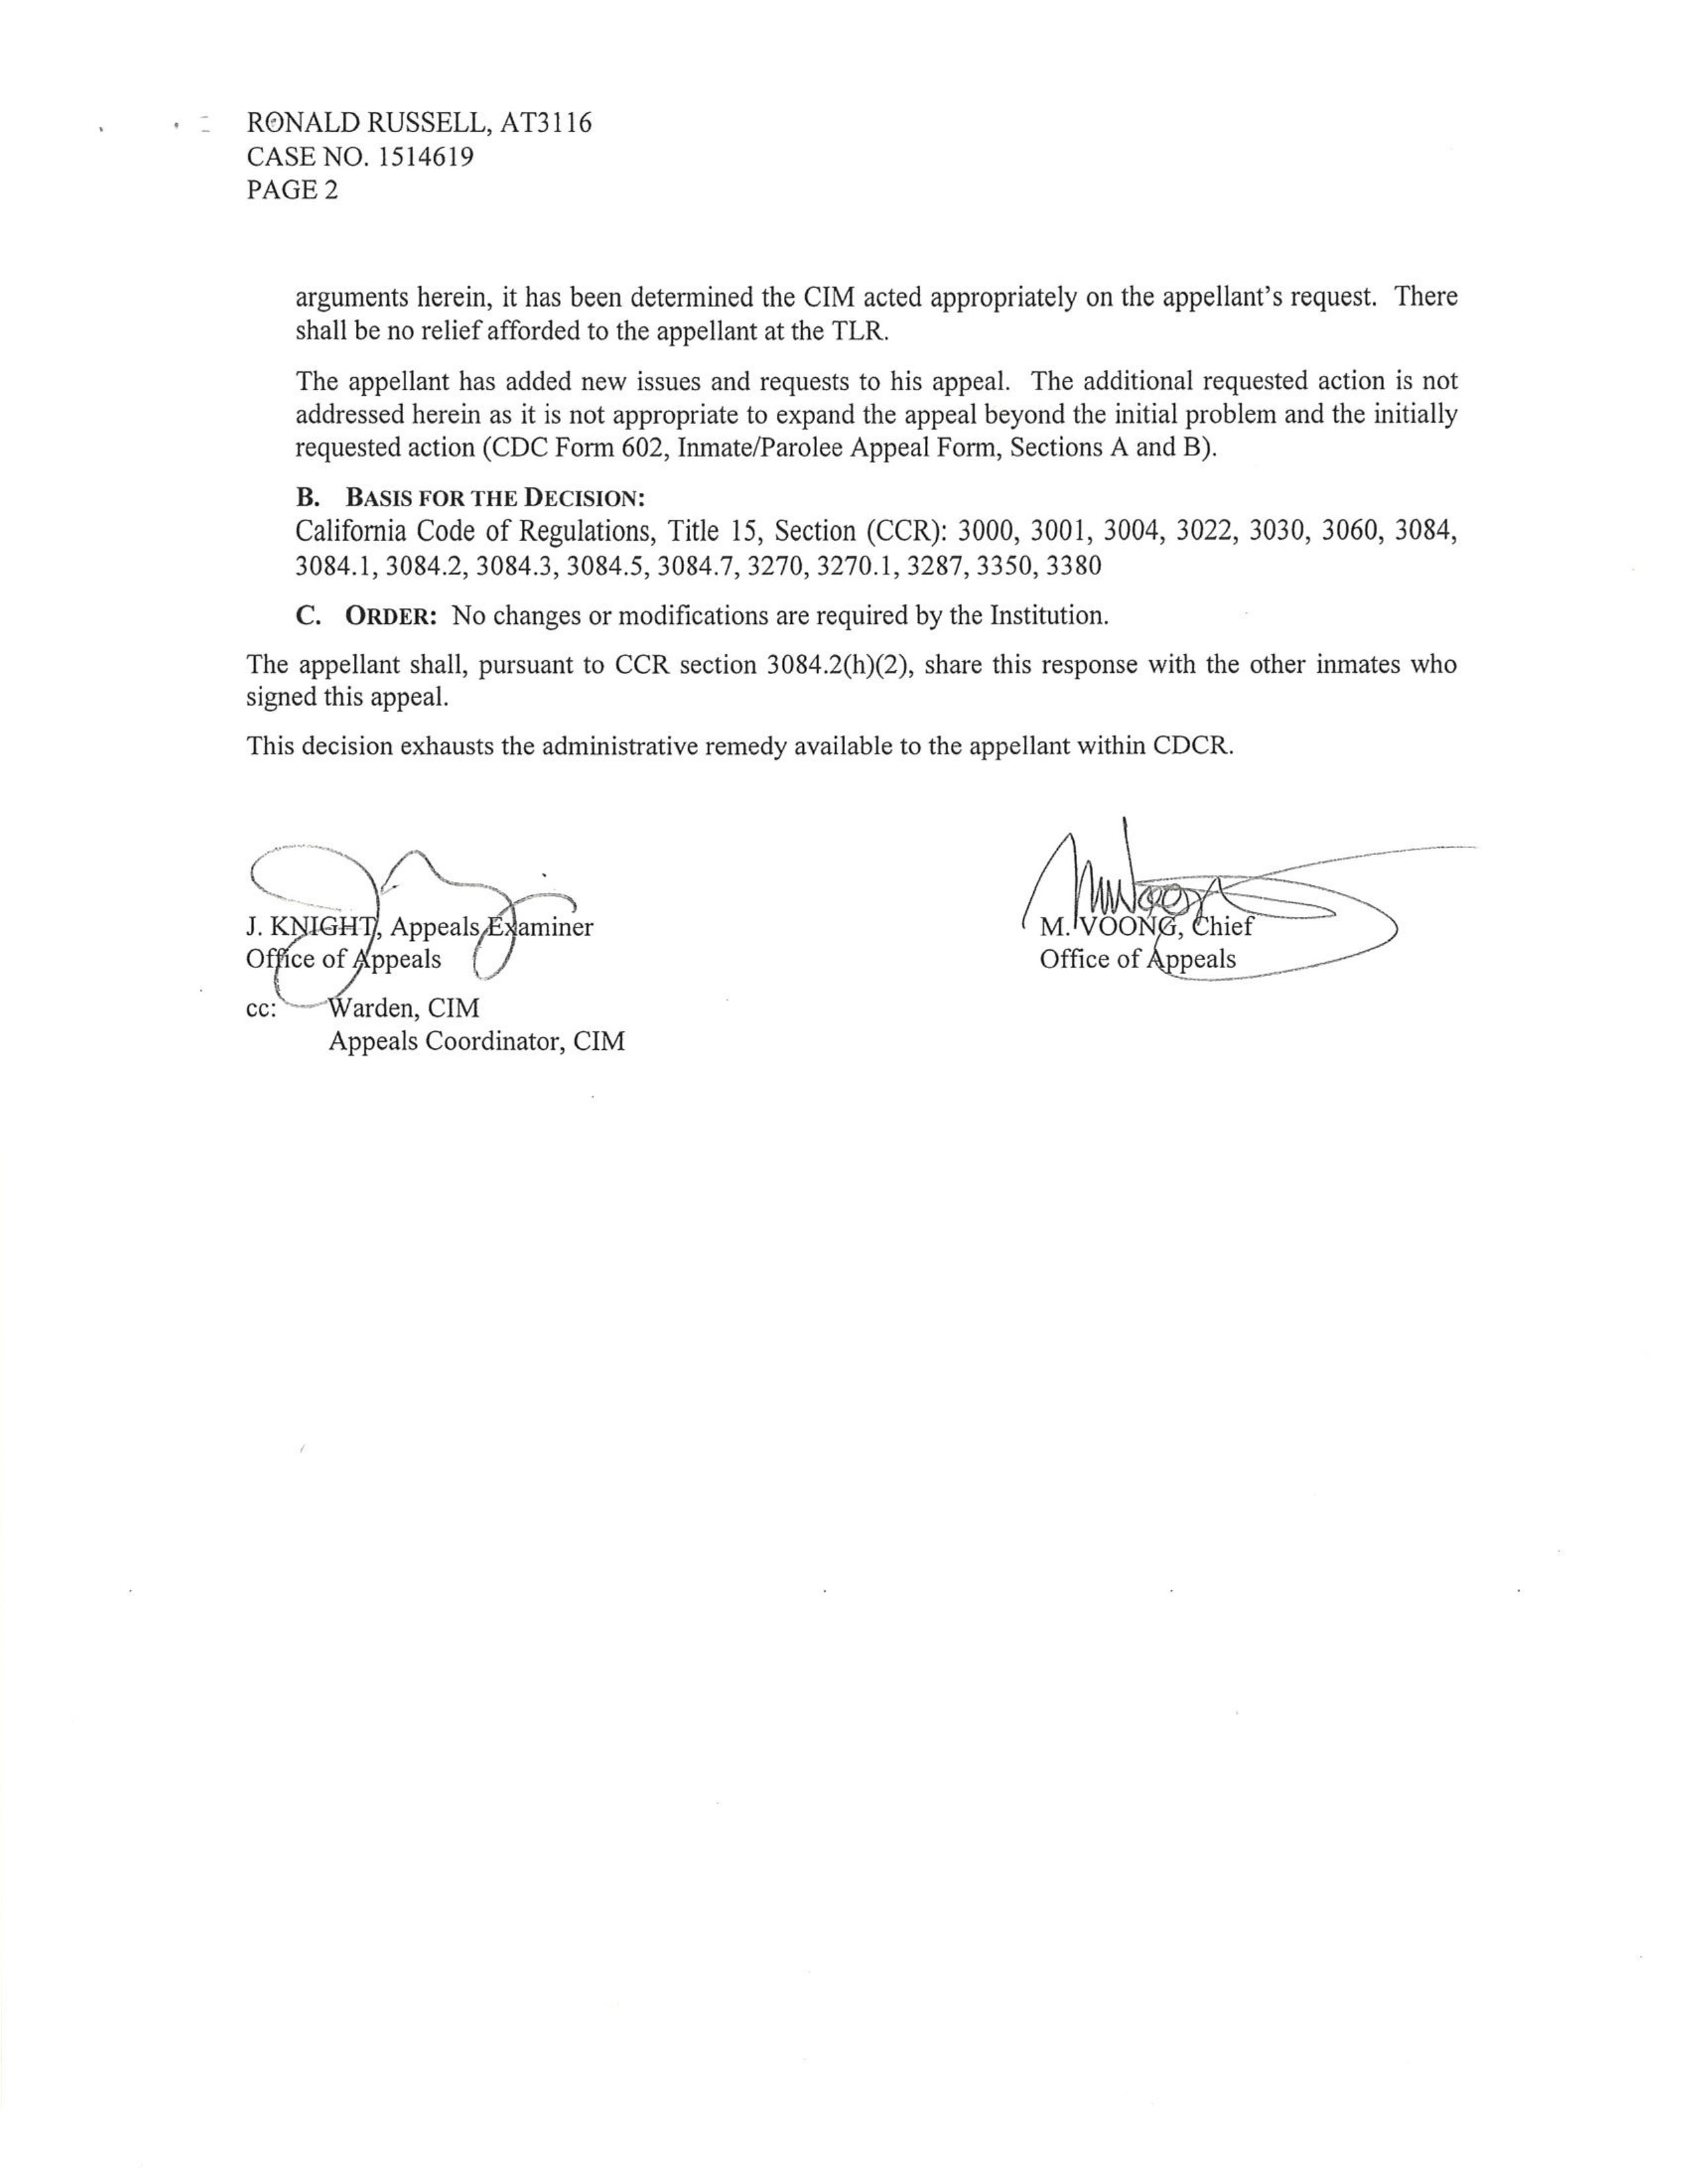 RONALD RUSSELL, AT3116
CASE NO. 1514619
PAGE 2
arguments herein, it has been determined the CIM acted appropriately on the appellant's request. There
shall be no relief afforded to the appellant at the TLR.
The appellant has added new issues and requests to his appeal. The additional requested action is not
addressed herein as it is not appropriate to expand the appeal beyond the initial problem and the initially
requested action (CDC Form 602, Inmate/Parolee Appeal Form, Sections A and B).
B. BASIS FOR THE DECISION:
California Code of Regulations, Title 15, Section (CCR): 3000, 3001, 3004, 3022, 3030, 3060, 3084,
3084.1, 3084.2, 3084.3, 3084.5, 3084.7, 3270, 3270.1, 3287, 3350, 3380
C. ORDER: No changes or modifications are required by the Institution.
The appellant shall, pursuant to CCR section 3084.2(h)(2), share this response with the other inmates who
signed this appeal.
This decision exhausts the administrative remedy available to the appellant within CDCR.
J. KNIGHT, Appeals Examiner
Office of Appeals
M. VOONG, Chief
Office of Appeals
cc: Warden, CIM
Appeals Coordinator, CIM